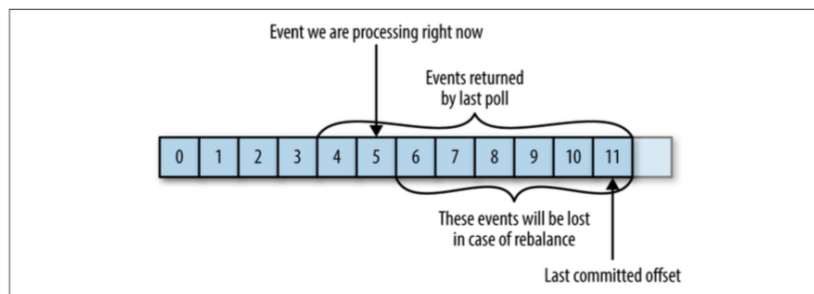 Event we are processing right now
Events returned
by last poll
0 1 2 3 4 5 6 7 8 9 10 11
These events will be lost
in case of rebalance
Last committed offset